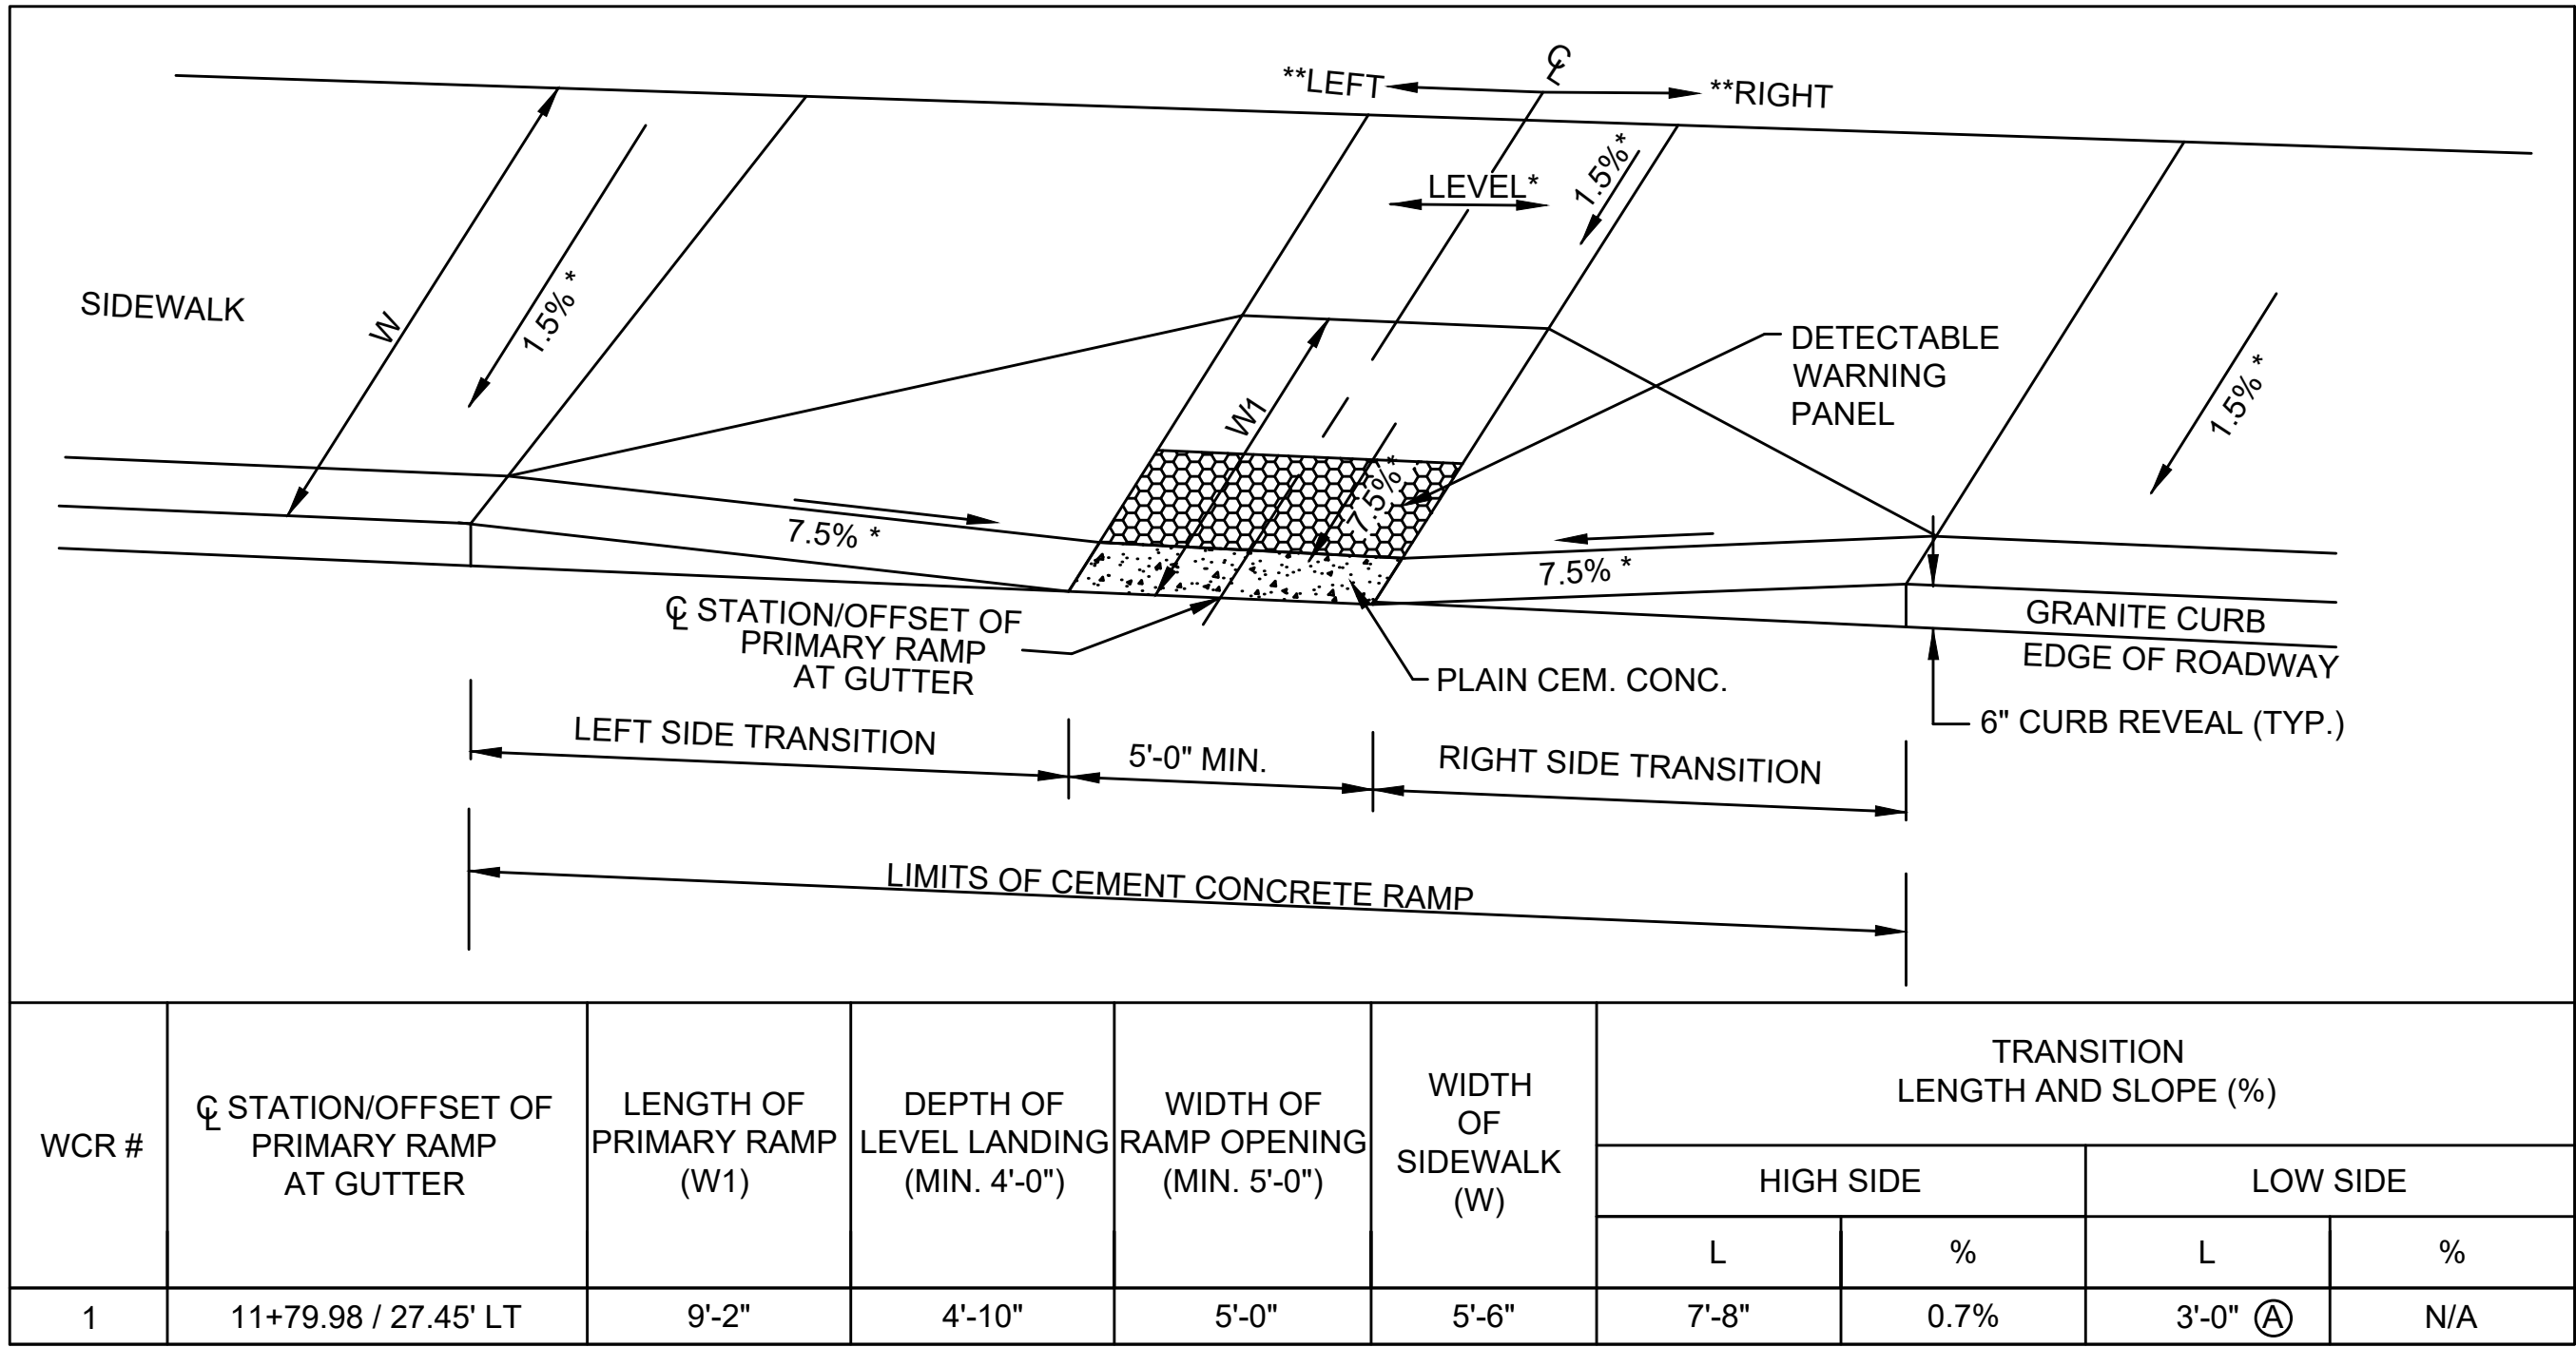 **LEFT
℄
**RIGHT
LEVEL*
1.5%*
SIDEWALK
W
1.5% *
W1
7.5%*
DETECTABLE
WARNING
PANEL
1.5% *
7.5% *
7.5% *
℄ STATION/OFFSET OF
PRIMARY RAMP
AT GUTTER
PLAIN CEM. CONC.
GRANITE CURB
EDGE OF ROADWAY
6" CURB REVEAL (TYP.)
LEFT SIDE TRANSITION
5'-0" MIN.
RIGHT SIDE TRANSITION
LIMITS OF CEMENT CONCRETE RAMP
WCR #
℄ STATION/OFFSET OF
PRIMARY RAMP
AT GUTTER
LENGTH OF
PRIMARY RAMP
(W1)
DEPTH OF
LEVEL LANDING
(MIN. 4'-0")
WIDTH OF
RAMP OPENING
(MIN. 5'-0")
WIDTH
OF
SIDEWALK
(W)
TRANSITION
LENGTH AND SLOPE (%)
HIGH SIDE
LOW SIDE
L
%
L
%
1 11+79.98 / 27.45' LT 9'-2" 4'-10" 5'-0" 5'-6" 7'-8" 0.7% 3'-0" Ⓐ N/A